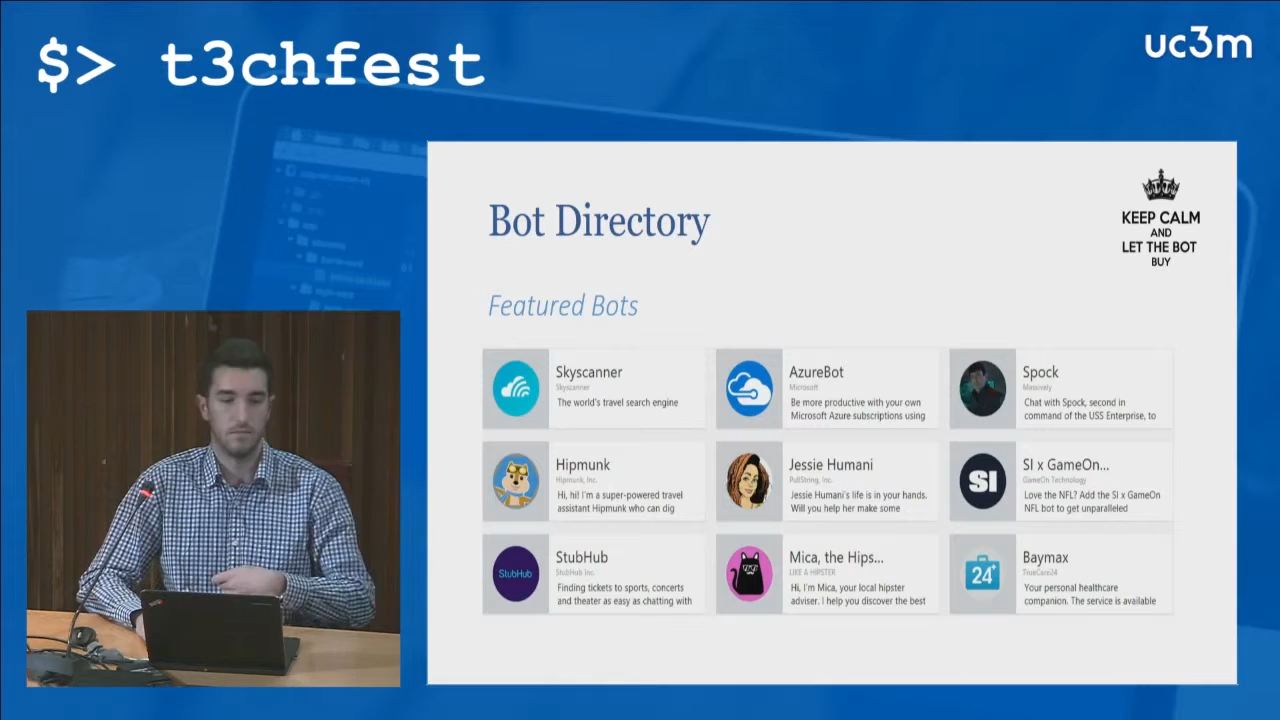 $> t3chfest
uc3m
Bot Directory
KEEP CALM
AND
LET THE BOT
BUY
Featured Bots
Skyscanner
Skyscanner
The world's travel search engine
AzureBot
Microsoft
Be more productive with your own
Microsoft Azure subscriptions using
Spock
Massively
Chat with Spock, second in
command of the USS Enterprise, to
Hipmunk
Hipmunk, Inc.
Hi, hi! I'm a super-powered travel
assistant Hipmunk who can dig
Jessie Humani
PullString, Inc.
Jessie Humani's life is in your hands.
Will you help her make some
SI
SI x GameOn...
GameOn Technology
Love the NFL? Add the SI x GameOn
NFL bot to get unparalleled
StubHub
StubHub
StubHub Inc.
Finding tickets to sports, concerts
and theater as easy as chatting with
Mica, the Hips...
LIKE A HIPSTER
Hi, I'm Mica, your local hipster
adviser. I help you discover the best
24+
Baymax
TrueCare24
Your personal healthcare
companion. The service is available